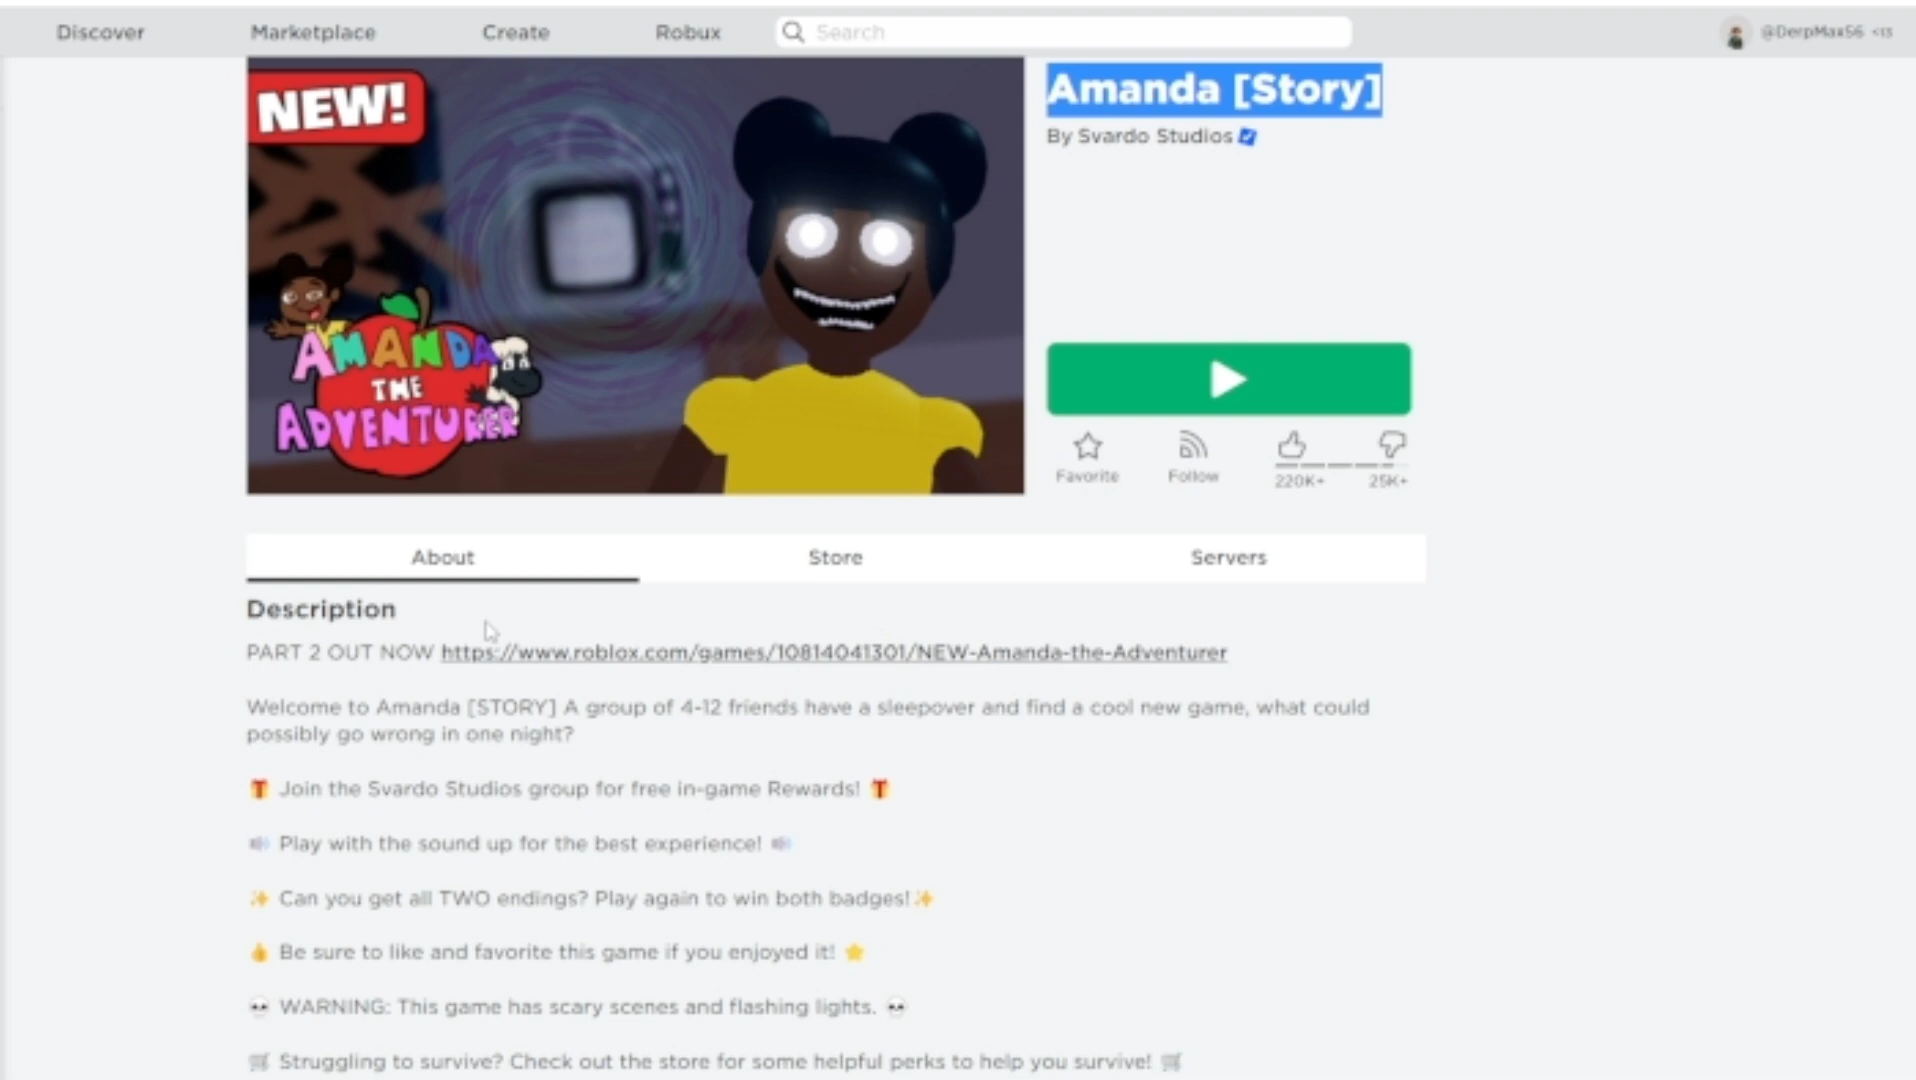 Discover Marketplace Create Robux Search @DerpMax56 <13
NEW!
AMANDA
THE
ADVENTURER
Amanda [Story]
By Svardo Studios
Favorite Follow 220K+ 25K+
About Store Servers
Description
PART 2 OUT NOW https://www.roblox.com/games/10814041301/NEW-Amanda-the-Adventurer
Welcome to Amanda [STORY] A group of 4-12 friends have a sleepover and find a cool new game, what could
possibly go wrong in one night?
🎁 Join the Svardo Studios group for free in-game Rewards! 🎁
🔊 Play with the sound up for the best experience! 🔊
✨ Can you get all TWO endings? Play again to win both badges!✨
👍 Be sure to like and favorite this game if you enjoyed it! ⭐
💀 WARNING: This game has scary scenes and flashing lights. 💀
🛒 Struggling to survive? Check out the store for some helpful perks to help you survive! 🛒